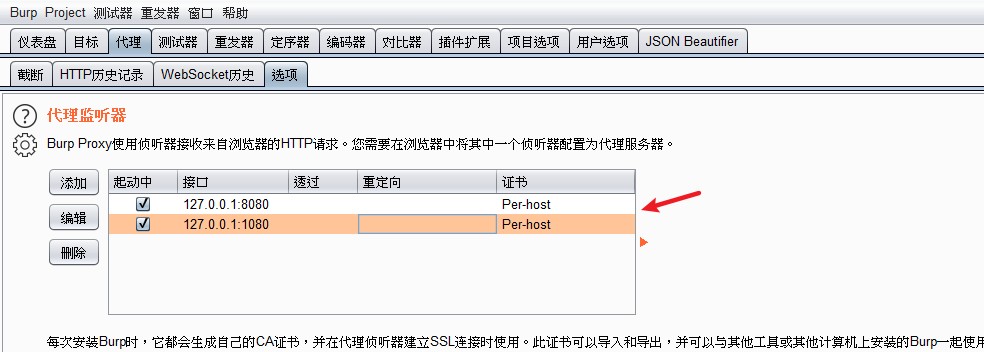 Burp Project 测试器 重发器 窗口 帮助
仪表盘 目标 代理 测试器 重发器 定序器 编码器 对比器 插件扩展 项目选项 用户选项 JSON Beautifier
截断 HTTP历史记录 WebSocket历史 选项
? 代理监听器
Burp Proxy使用侦听器接收来自浏览器的HTTP请求。您需要在浏览器中将其中一个侦听器配置为代理服务器。
添加 起动中 接口 透过 重定向 证书
127.0.0.1:8080 Per-host
编辑 127.0.0.1:1080 Per-host
删除
每次安装Burp时，它都会生成自己的CA证书，并在代理侦听器建立SSL连接时使用。此证书可以导入和导出，并可以与其他工具或其他计算机上安装的Burp一起使用